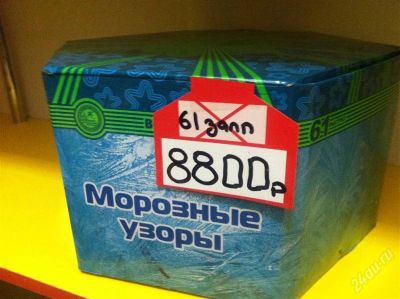 61 залп
8800р
61
Морозные
узоры
24au.ru